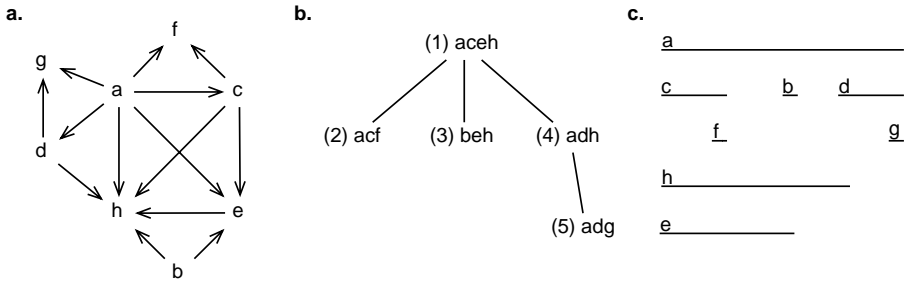 a.
f
g
a
c
d
h
e
b
b.
(1) aceh
(2) acf
(3) beh
(4) adh
(5) adg
c.
a
c b d
f g
h
e